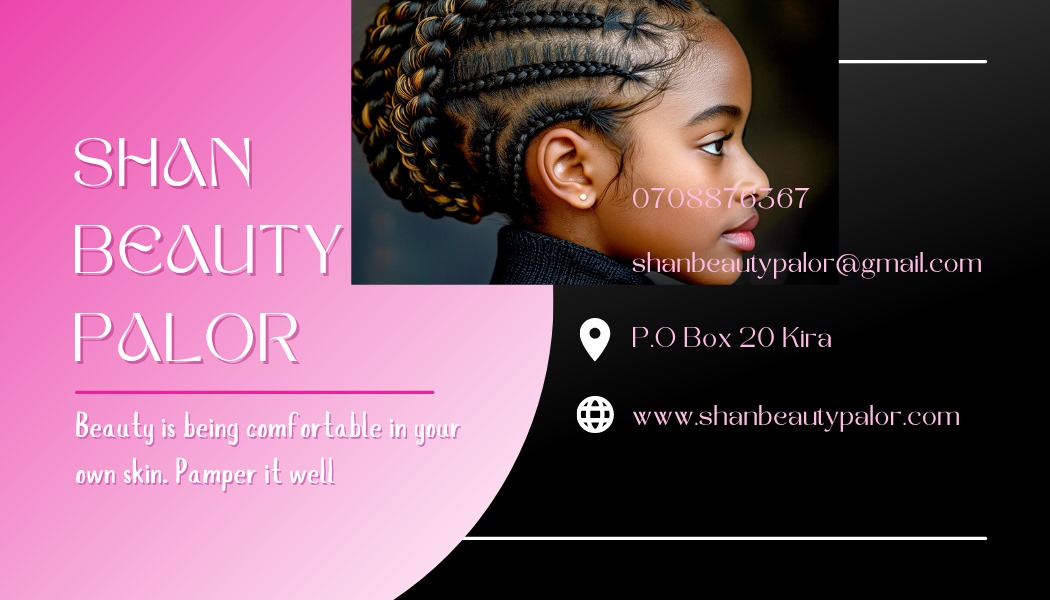 SHAN
BEAUTY
PALOR
Beauty is being comfortable in your
own skin. Pamper it well
0708876367
shanbeautypalor@gmail.com
P.O Box 20 Kira
www.shanbeautypalor.com